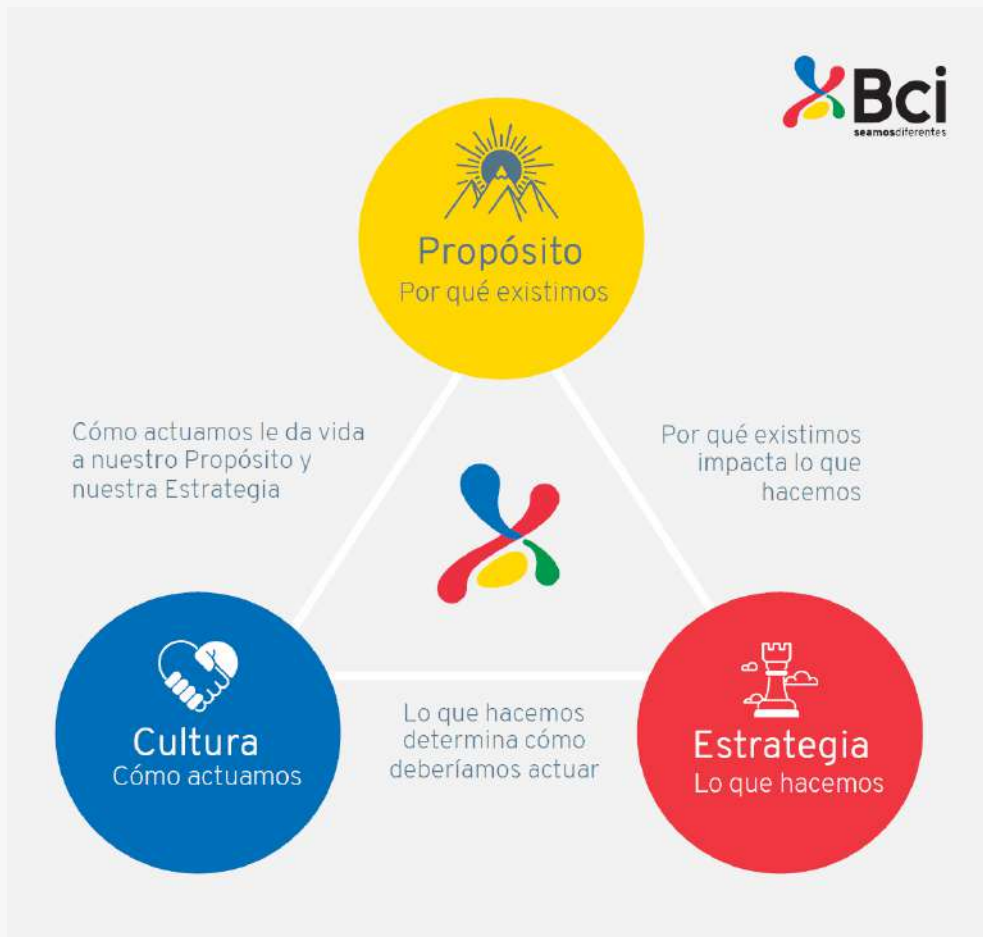 Bci
seamosdiferentes
Propósito
Por qué existimos
Cómo actuamos le da vida
a nuestro Propósito y
nuestra Estrategia
Por qué existimos
impacta lo que
hacemos
Cultura
Cómo actuamos
Lo que hacemos
determina cómo
deberíamos actuar
Estrategia
Lo que hacemos